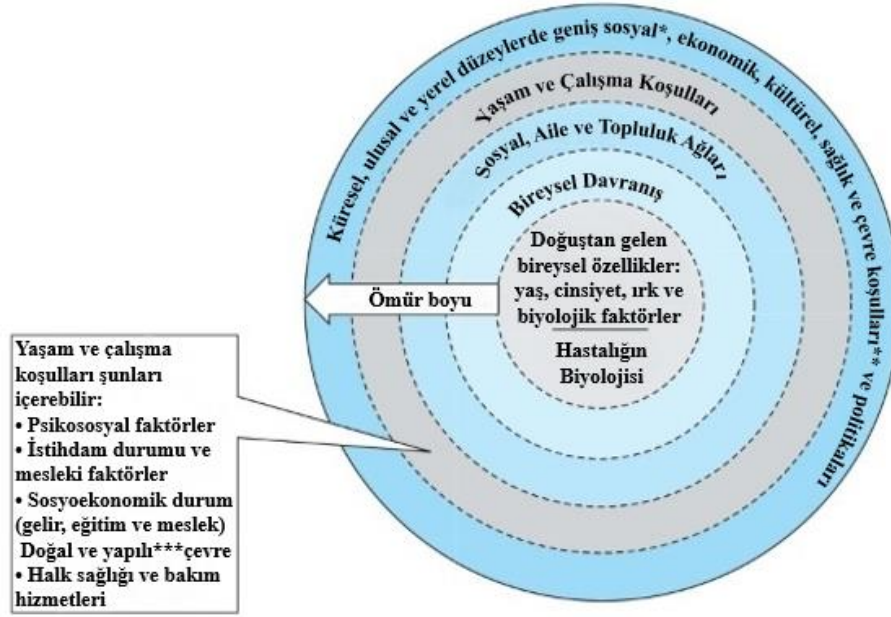 Küresel, ulusal ve yerel düzeylerde geniş sosyal*, ekonomik, kültürel, sağlık ve çevre koşulları** ve politikaları
Yaşam ve Çalışma Koşulları
Sosyal, Aile ve Topluluk Ağları
Bireysel Davranış
Doğuştan gelen
bireysel özellikler:
yaş, cinsiyet, ırk ve
biyolojik faktörler
Hastalığın
Biyolojisi
Ömür boyu
Yaşam ve çalışma
koşulları şunları
içerebilir:
• Psikososyal faktörler
• İstihdam durumu ve
mesleki faktörler
• Sosyoekonomik durum
(gelir, eğitim ve meslek)
Doğal ve yapılı***çevre
• Halk sağlığı ve bakım
hizmetleri